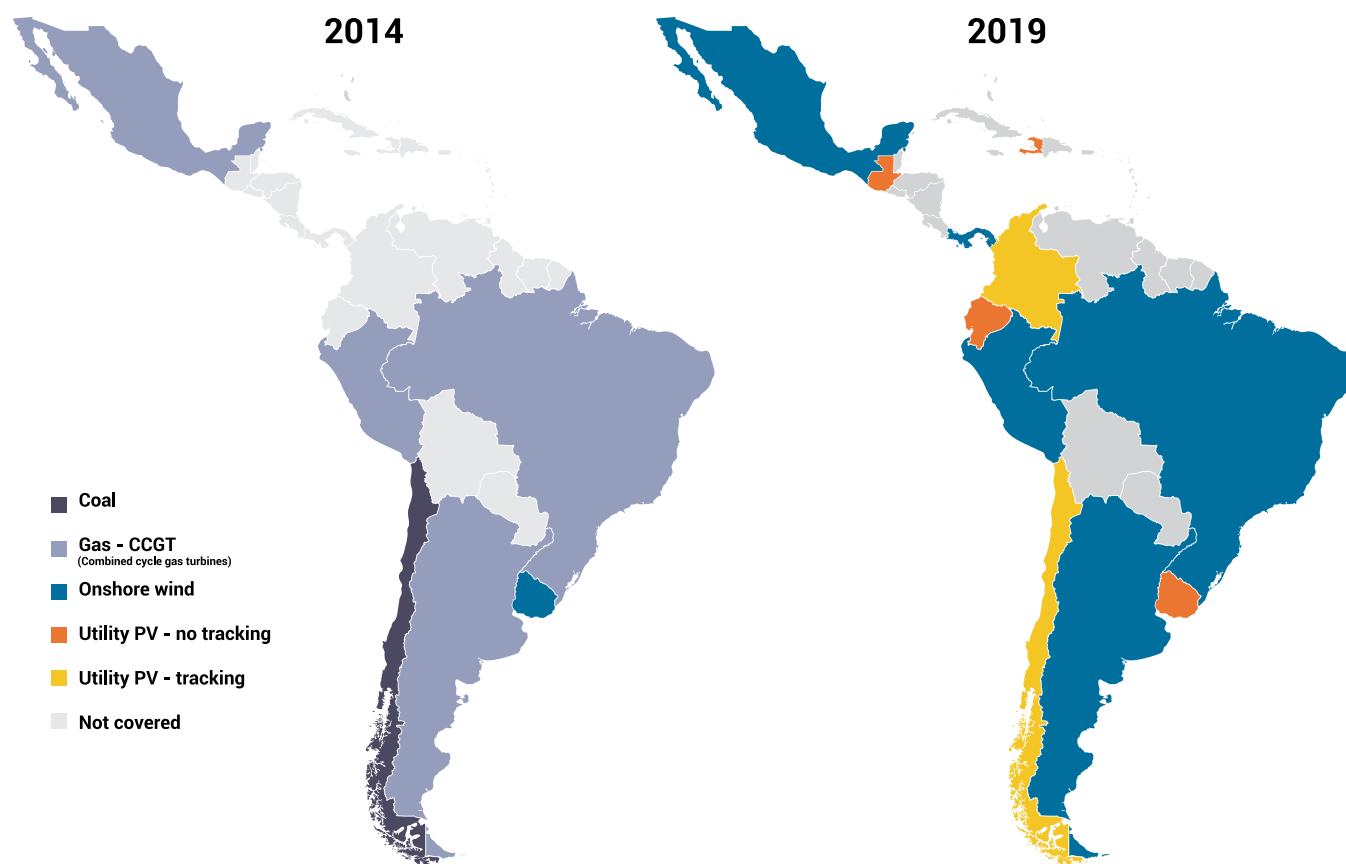 2014
2019
Coal
Gas - CCGT
(Combined cycle gas turbines)
Onshore wind
Utility PV - no tracking
Utility PV - tracking
Not covered